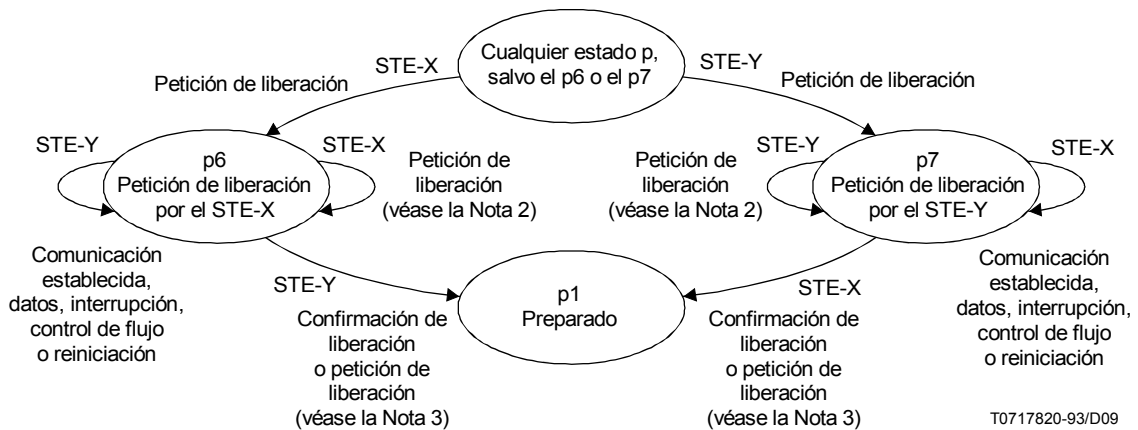 Cualquier estado p,
salvo el p6 o el p7
STE-X
STE-Y
Petición de liberación
Petición de liberación
STE-Y
p6
Petición de liberación
por el STE-X
STE-X
Petición de
liberación
(véase la Nota 2)
Petición de
liberación
(véase la Nota 2)
STE-Y
p7
Petición de liberación
por el STE-Y
STE-X
Comunicación
establecida,
datos, interrupción,
control de flujo
o reiniciación
STE-Y
Confirmación de
liberación
o petición de
liberación
(véase la Nota 3)
p1
Preparado
STE-X
Confirmación de
liberación
o petición de
liberación
(véase la Nota 3)
Comunicación
establecida,
datos, interrupción,
control de flujo
o reiniciación
T0717820-93/D09